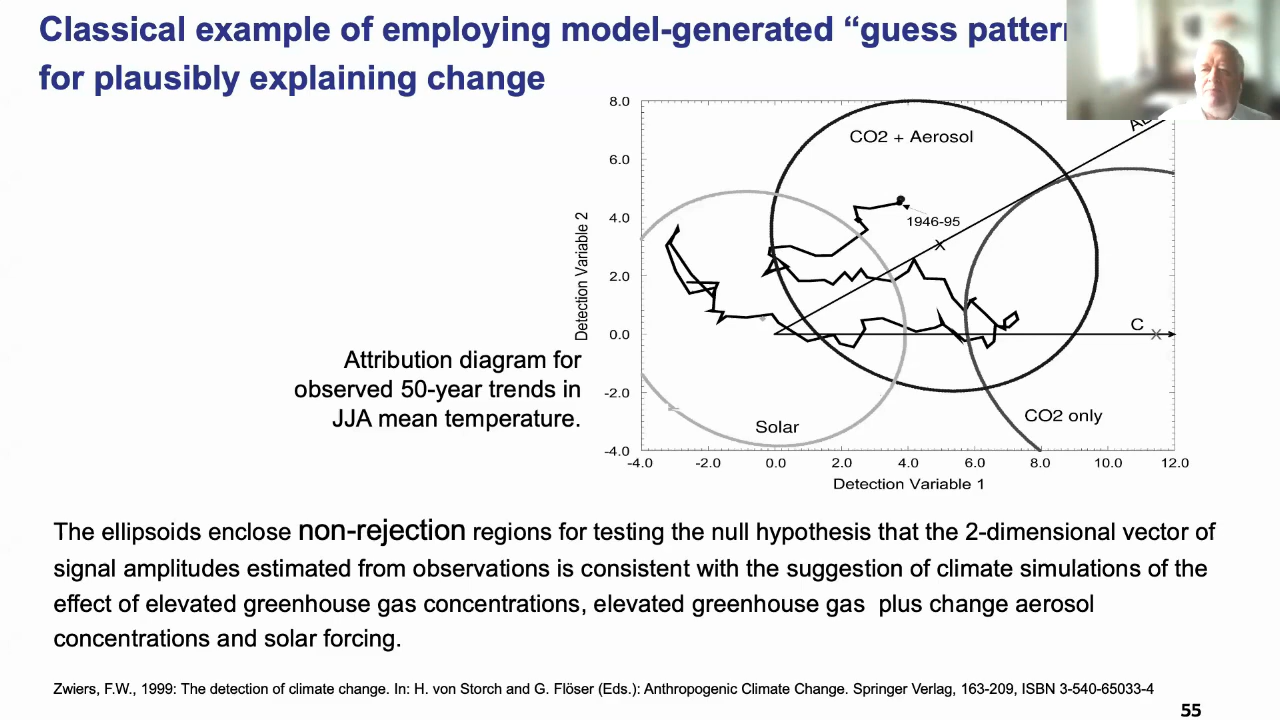 Classical example of employing model-generated “guess patter
for plausibly explaining change
8.0
6.0
4.0
2.0
0.0
-2.0
-4.0
Detection Variable 2
CO2 + Aerosol
1946-95
C
Solar
CO2 only
-4.0 -2.0 0.0 2.0 4.0 6.0 8.0 10.0 12.0
Detection Variable 1
Attribution diagram for
observed 50-year trends in
JJA mean temperature.
The ellipsoids enclose non-rejection regions for testing the null hypothesis that the 2-dimensional vector of
signal amplitudes estimated from observations is consistent with the suggestion of climate simulations of the
effect of elevated greenhouse gas concentrations, elevated greenhouse gas plus change aerosol
concentrations and solar forcing.
Zwiers, F.W., 1999: The detection of climate change. In: H. von Storch and G. Flöser (Eds.): Anthropogenic Climate Change. Springer Verlag, 163-209, ISBN 3-540-65033-4
55